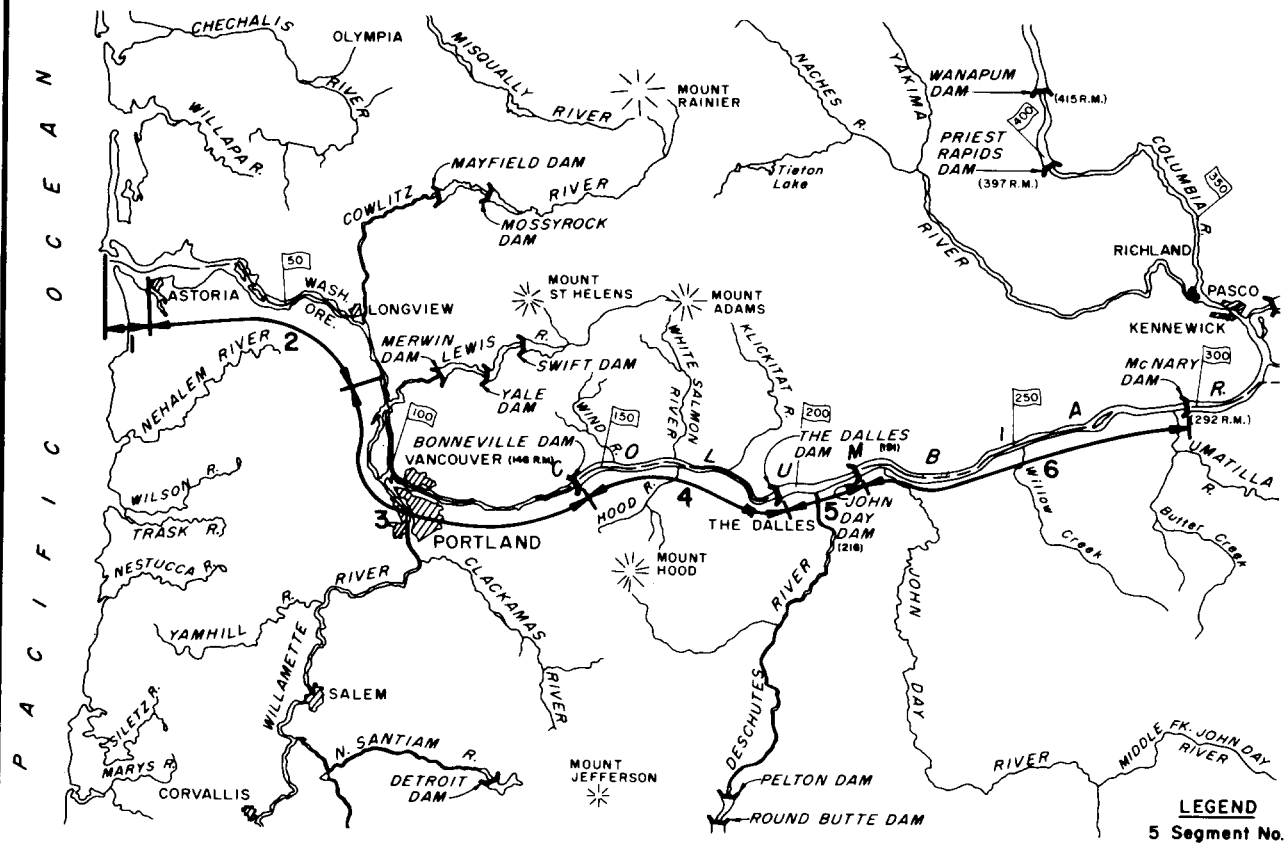 PACIFIC OCEAN
CHECHALIS
RIVER
OLYMPIA
WILLAPA R.
MISQUALLY
RIVER
MOUNT
RAINIER
NACHES R.
YAKIMA
RIVER
Tieton
Lake
WANAPUM
DAM
(415 R.M.)
400
PRIEST
RAPIDS
DAM
(397 R.M.)
COLUMBIA R.
350
RICHLAND
PASCO
KENNEWICK
MAYFIELD DAM
COWLITZ
RIVER
MOSSYROCK
DAM
50
ASTORIA
WASH.
ORE.
LONGVIEW
MOUNT
ST HELENS
MOUNT
ADAMS
1
2
NEHALEM RIVER
MERWIN
DAM
LEWIS
R.
SWIFT DAM
YALE
DAM
WHITE SALMON
RIVER
KLICKITAT R.
WIND R.
McNARY
DAM
300
(292 R.M.)
100
150
200
250
BONNEVILLE DAM
VANCOUVER (146 R.M.)
THE DALLES
DAM
(191)
COLUMBIA R.
3
4
5
6
PORTLAND
HOOD R.
THE DALLES
JOHN
DAY
DAM
(216)
Willow
Creek
UMATILLA
R.
Butter Creek
WILSON R.
TRASK R.
NESTUCCA R.
MOUNT
HOOD
CLACKAMAS
RIVER
RIVER
WILLAMETTE
YAMHILL
R.
SALEM
SILETZ R.
MARYS R.
CORVALLIS
N. SANTIAM
R.
DETROIT
DAM
MOUNT
JEFFERSON
DESCHUTES
RIVER
PELTON DAM
ROUND BUTTE DAM
JOHN
DAY
RIVER
MIDDLE FK. JOHN DAY
RIVER
LEGEND
5 Segment No.